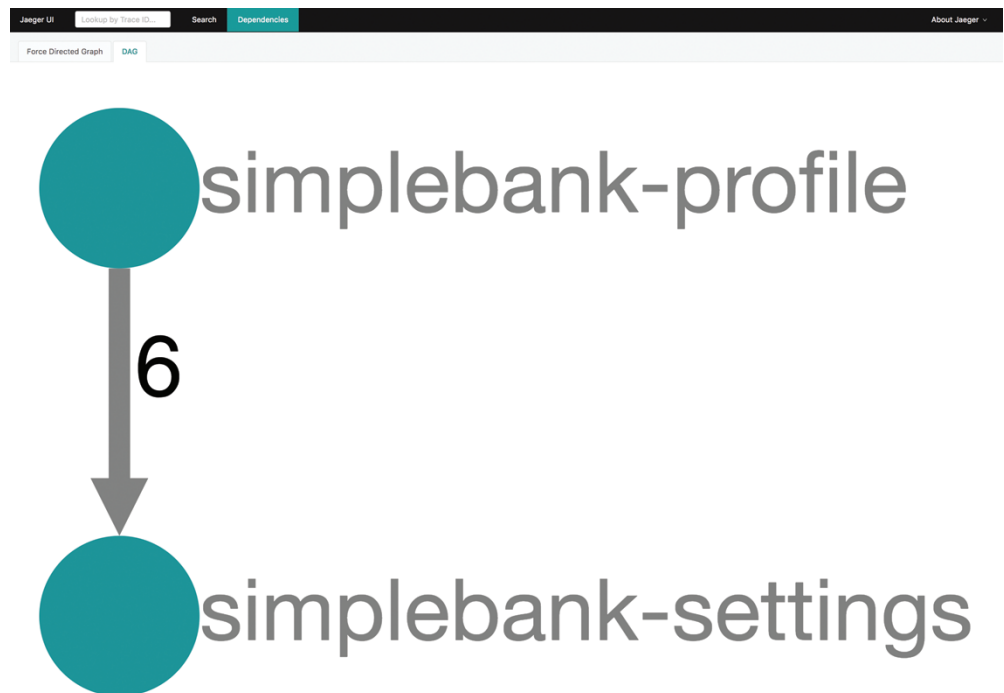 Jaeger UI Lookup by Trace ID... Search Dependencies About Jaeger
Force Directed Graph DAG
simplebank-profile
6
simplebank-settings